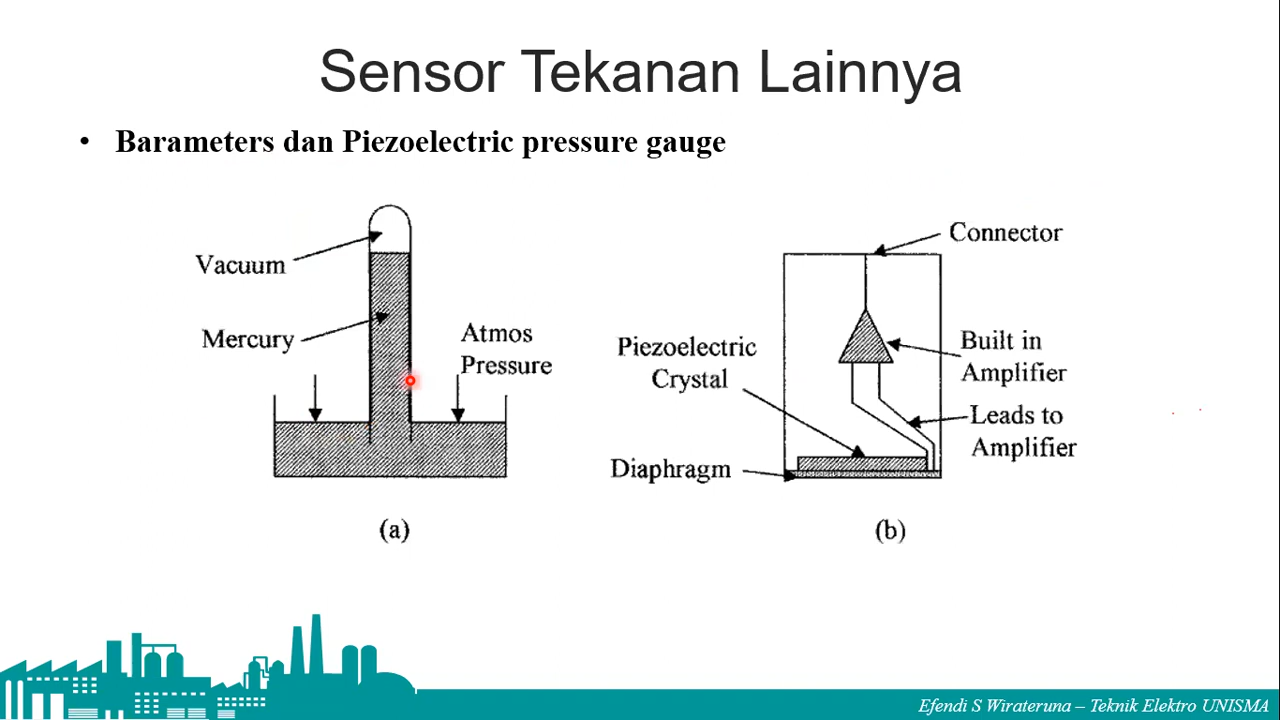 Sensor Tekanan Lainnya
• Barameters dan Piezoelectric pressure gauge
Vacuum
Mercury
Atmos
Pressure
(a)
Connector
Piezoelectric
Crystal
Built in
Amplifier
Leads to
Amplifier
Diaphragm
(b)
Efendi S Wirateruna – Teknik Elektro UNISMA